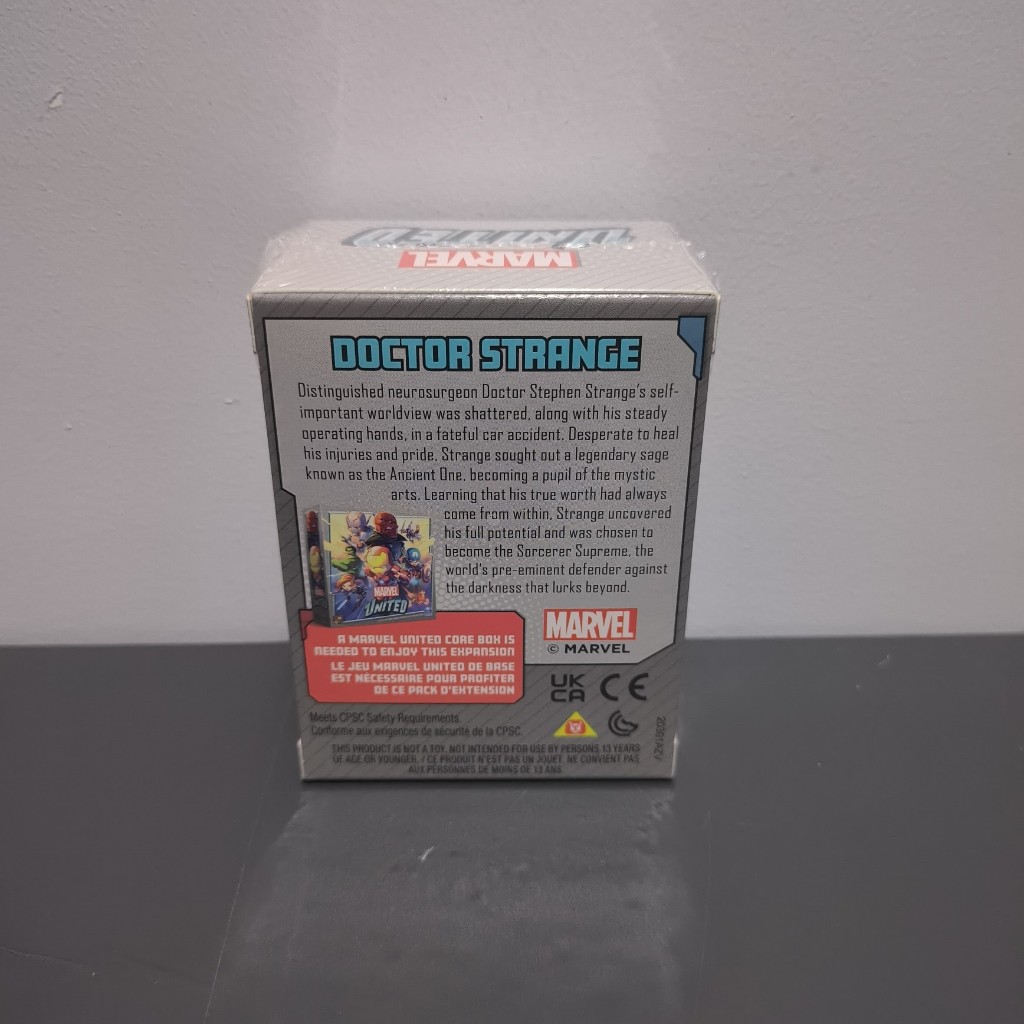 UNITED
MARVEL
DOCTOR STRANGE
Distinguished neurosurgeon Doctor Stephen Strange's self-
important worldview was shattered, along with his steady
operating hands, in a fateful car accident. Desperate to heal
his injuries and pride, Strange sought out a legendary sage
known as the Ancient One, becoming a pupil of the mystic
arts. Learning that his true worth had always
come from within, Strange uncovered
his full potential and was chosen to
become the Sorcerer Supreme, the
world's pre-eminent defender against
the darkness that lurks beyond.
MARVEL
UNITED
MARVEL
© MARVEL
A MARVEL UNITED CORE BOX IS
NEEDED TO ENJOY THIS EXPANSION
LE JEU MARVEL UNITED DE BASE
EST NÉCESSAIRE POUR PROFITER
DE CE PACK D'EXTENSION
UK
CA
CE
Meets CPSC Safety Requirements.
Conforme aux exigences de sécurité de la CPSC.
THIS PRODUCT IS NOT A TOY. NOT INTENDED FOR USE BY PERSONS 13 YEARS
OF AGE OR YOUNGER. / CE PRODUIT N'EST PAS UN JOUET. NE CONVIENT PAS
AUX PERSONNES DE MOINS DE 13 ANS.